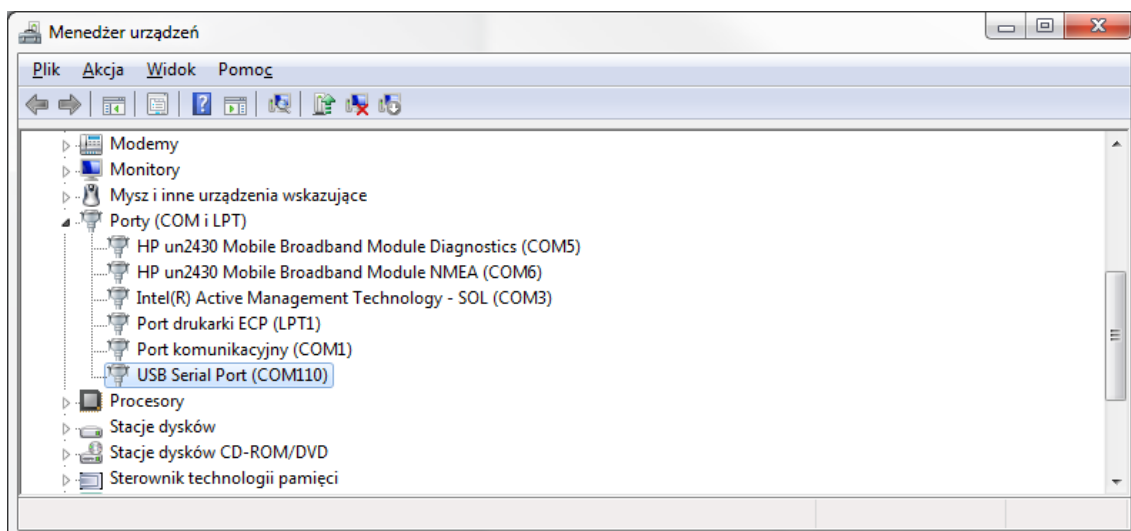 Menedżer urządzeń
Plik Akcja Widok Pomoc
Modemy
Monitory
Mysz i inne urządzenia wskazujące
Porty (COM i LPT)
HP un2430 Mobile Broadband Module Diagnostics (COM5)
HP un2430 Mobile Broadband Module NMEA (COM6)
Intel(R) Active Management Technology - SOL (COM3)
Port drukarki ECP (LPT1)
Port komunikacyjny (COM1)
USB Serial Port (COM110)
Procesory
Stacje dysków
Stacje dysków CD-ROM/DVD
Sterownik technologii pamięci